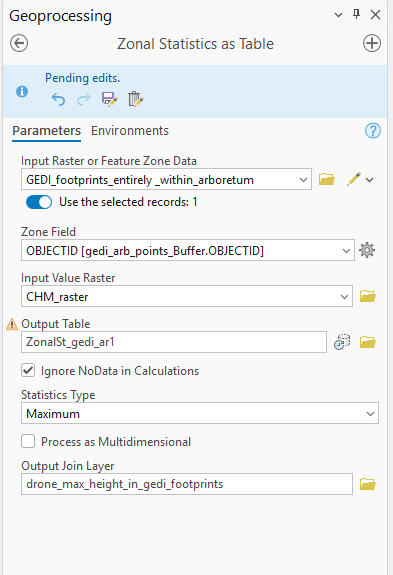 Geoprocessing
Zonal Statistics as Table
Pending edits.
Parameters Environments
Input Raster or Feature Zone Data
GEDI_footprints_entirely _within_arboretum
Use the selected records: 1
Zone Field
OBJECTID [gedi_arb_points_Buffer.OBJECTID]
Input Value Raster
CHM_raster
Output Table
ZonalSt_gedi_ar1
Ignore NoData in Calculations
Statistics Type
Maximum
Process as Multidimensional
Output Join Layer
drone_max_height_in_gedi_footprints